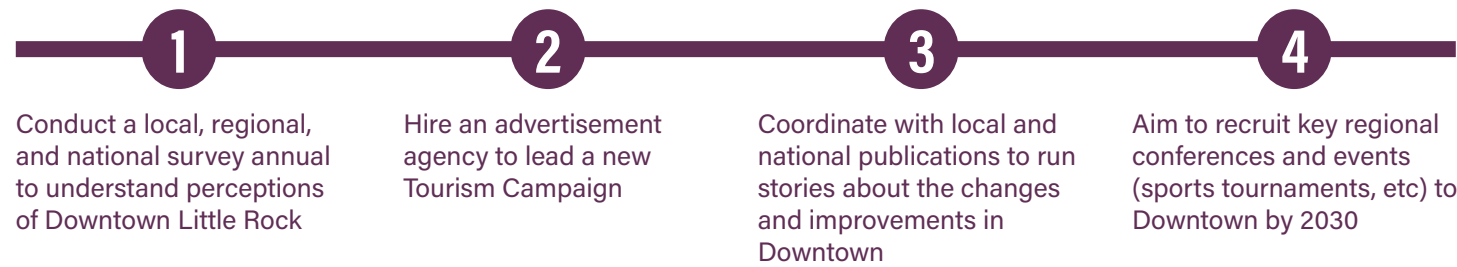 1
Conduct a local, regional,
and national survey annual
to understand perceptions
of Downtown Little Rock
2
Hire an advertisement
agency to lead a new
Tourism Campaign
3
Coordinate with local and
national publications to run
stories about the changes
and improvements in
Downtown
4
Aim to recruit key regional
conferences and events
(sports tournaments, etc) to
Downtown by 2030